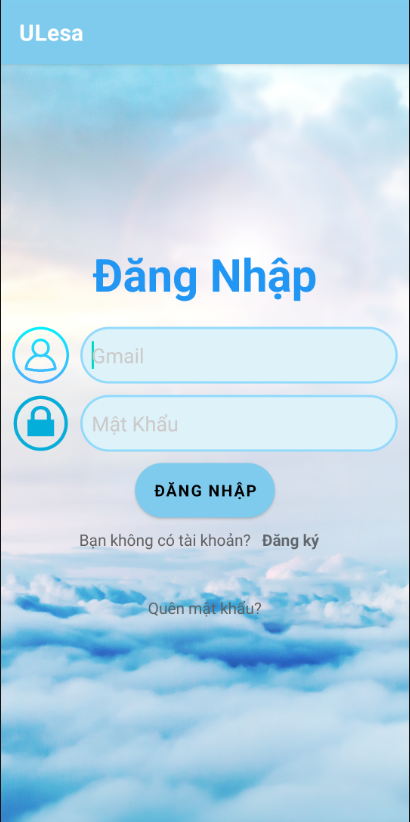 ULesa
Đăng Nhập
Gmail
Mật Khẩu
ĐĂNG NHẬP
Bạn không có tài khoản? Đăng ký
Quên mật khẩu?